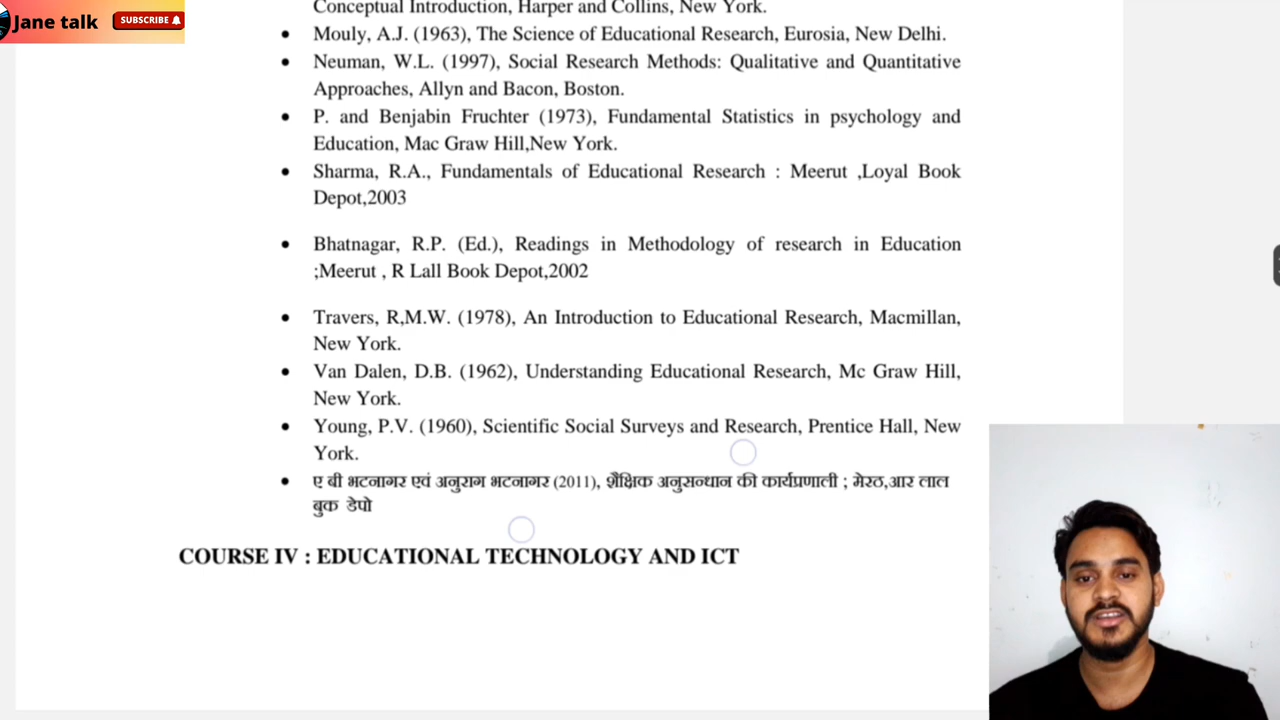 Jane talk
SUBSCRIBE
Conceptual Introduction, Harper and Collins, New York.
• Mouly, A.J. (1963), The Science of Educational Research, Eurosia, New Delhi.
• Neuman, W.L. (1997), Social Research Methods: Qualitative and Quantitative
Approaches, Allyn and Bacon, Boston.
• P. and Benjabin Fruchter (1973), Fundamental Statistics in psychology and
Education, Mac Graw Hill,New York.
• Sharma, R.A., Fundamentals of Educational Research : Meerut ,Loyal Book
Depot,2003
• Bhatnagar, R.P. (Ed.), Readings in Methodology of research in Education
;Meerut , R Lall Book Depot,2002
• Travers, R,M.W. (1978), An Introduction to Educational Research, Macmillan,
New York.
• Van Dalen, D.B. (1962), Understanding Educational Research, Mc Graw Hill,
New York.
• Young, P.V. (1960), Scientific Social Surveys and Research, Prentice Hall, New
York.
• ए बी भटनागर एवं अनुराग भटनागर (2011), शैक्षिक अनुसन्धान की कार्यप्रणाली ; मेरठ,आर लाल
बुक डेपो
COURSE IV : EDUCATIONAL TECHNOLOGY AND ICT